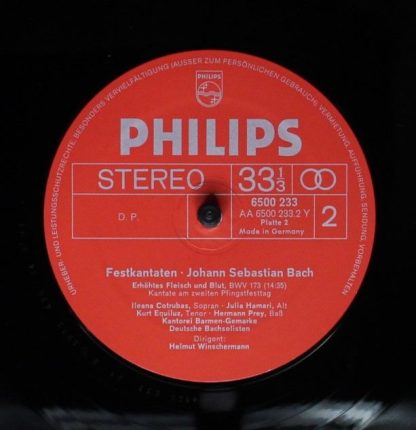 URHEBER- UND LEISTUNGSSCHUTZRECHTE, BESONDERS VERVIELFÄLTIGUNG (AUSSER ZUM PERSÖNLICHEN GEBRAUCH), VERMIETUNG, AUFFÜHRUNG, SENDUNG, VORBEHALTEN
PHILIPS
PHILIPS
STEREO
33 1/3
D.P.
6500 233
AA 6500 233.2 Y
Platte 2
Made in Germany
2
Festkantaten · Johann Sebastian Bach
Erhöhtes Fleisch und Blut, BWV 173 (14:35)
Kantate am zweiten Pfingstfesttag
Ileana Cotrubas, Sopran · Julia Hamari, Alt
Kurt Equiluz, Tenor · Hermann Prey, Baß
Kantorei Barmen-Gemarke
Deutsche Bachsolisten
Dirigent:
Helmut Winschermann